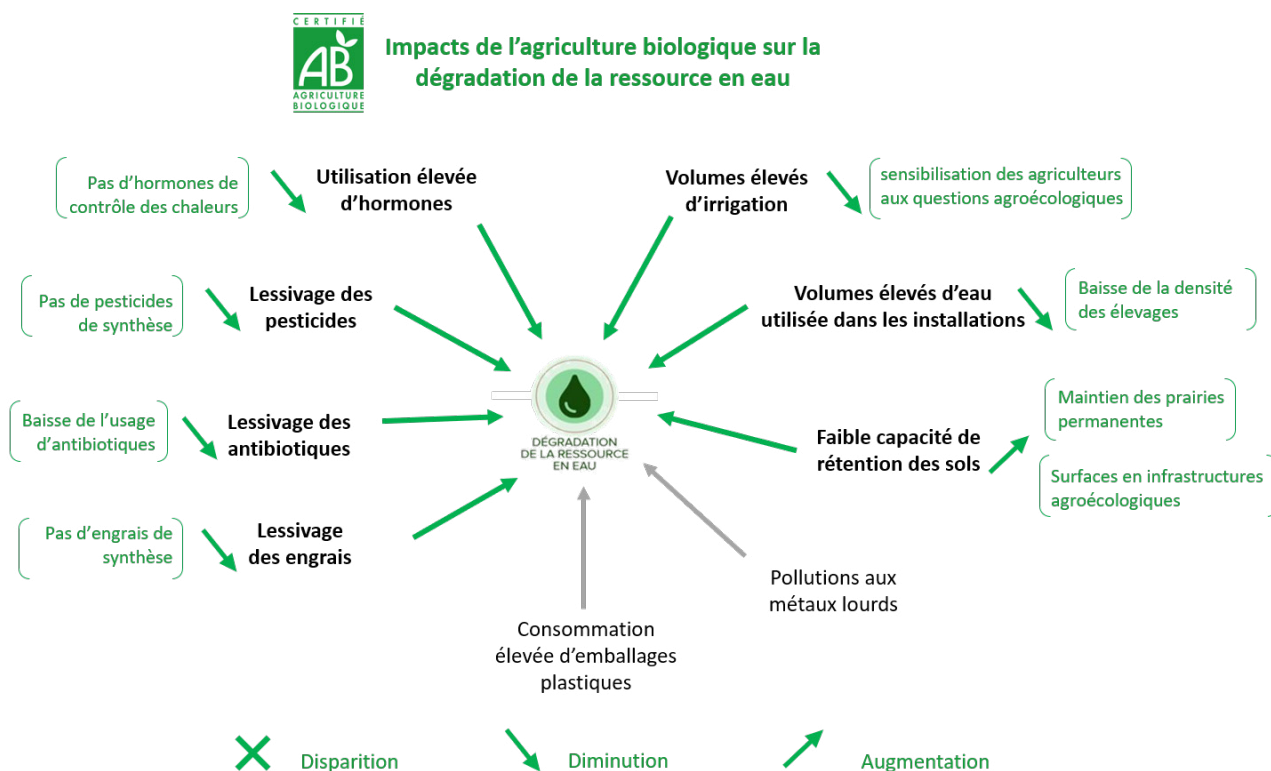 CERTIFIÉ
AB
AGRICULTURE
BIOLOGIQUE
Impacts de l’agriculture biologique sur la
dégradation de la ressource en eau
Pas d’hormones de
contrôle des chaleurs
Utilisation élevée
d’hormones
Volumes élevés
d’irrigation
sensibilisation des agriculteurs
aux questions agroécologiques
Pas de pesticides
de synthèse
Lessivage des
pesticides
Volumes élevés d’eau
utilisée dans les installations
Baisse de la densité
des élevages
Baisse de l’usage
d’antibiotiques
Lessivage des
antibiotiques
DÉGRADATION
DE LA RESSOURCE
EN EAU
Faible capacité de
rétention des sols
Maintien des prairies
permanentes
Surfaces en infrastructures
agroécologiques
Pas d’engrais de
synthèse
Lessivage
des engrais
Pollutions aux
métaux lourds
Consommation
élevée d’emballages
plastiques
Disparition
Diminution
Augmentation